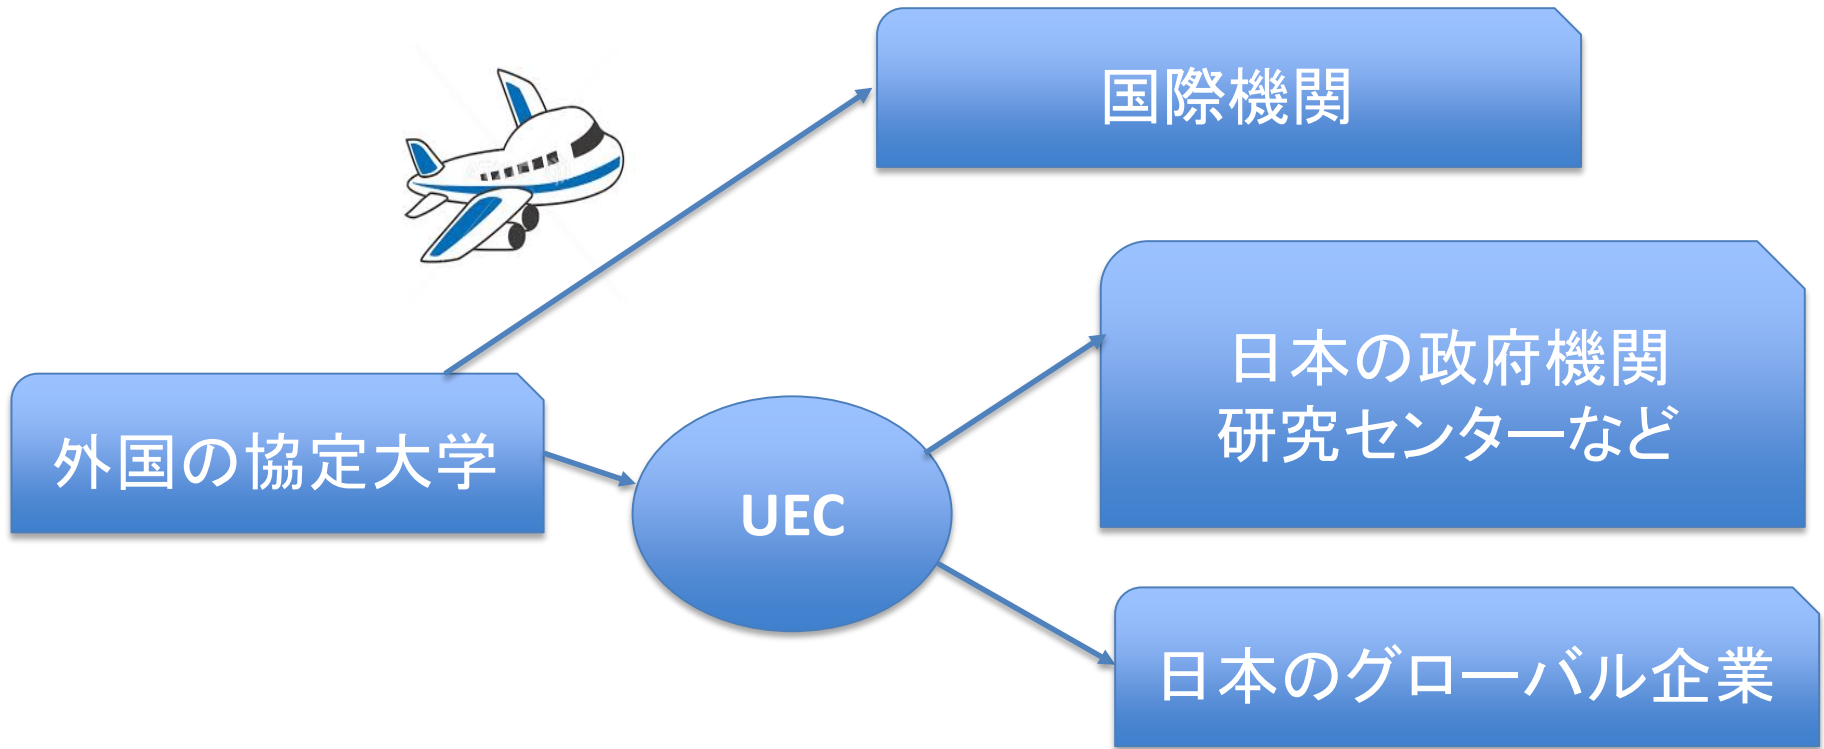 国際機関
日本の政府機関
研究センターなど
外国の協定大学
UEC
日本のグローバル企業